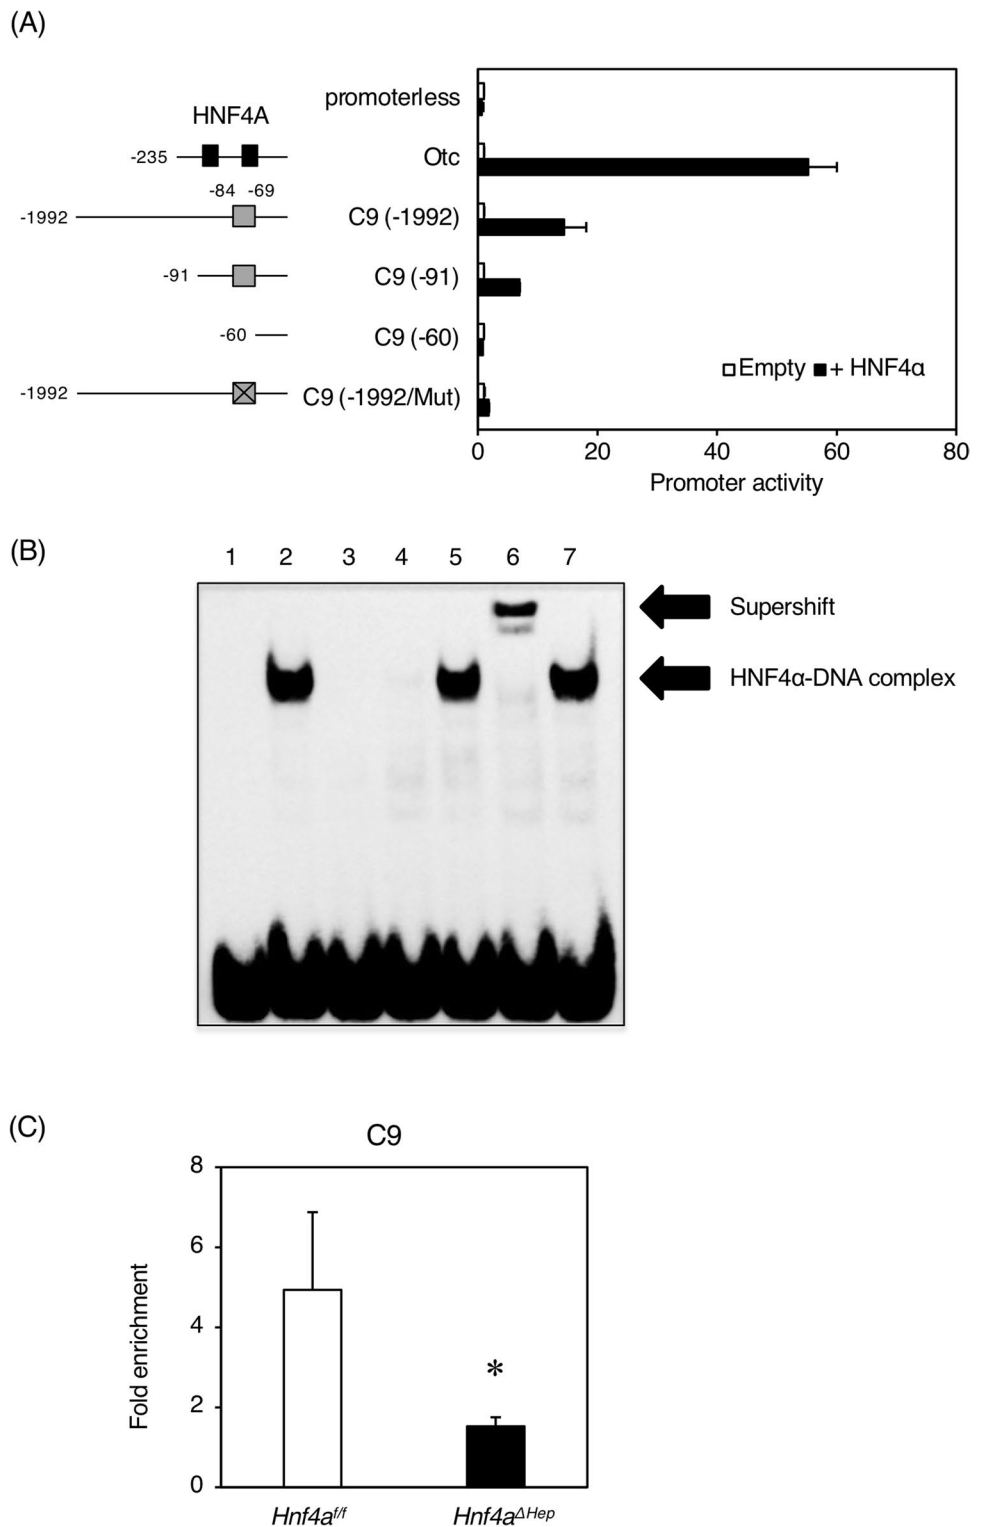 (A)
HNF4A
promoterless
-235
Otc
-84 -69
-1992
C9 (-1992)
-91
C9 (-91)
-60
C9 (-60)
-1992
C9 (-1992/Mut)
Empty + HNF4α
0 20 40 60 80
Promoter activity
(B)
1 2 3 4 5 6 7
Supershift
HNF4α-DNA complex
(C)
C9
8
6
4
2
0
Fold enrichment
*
Hnf4a^f/f Hnf4a^ΔHep